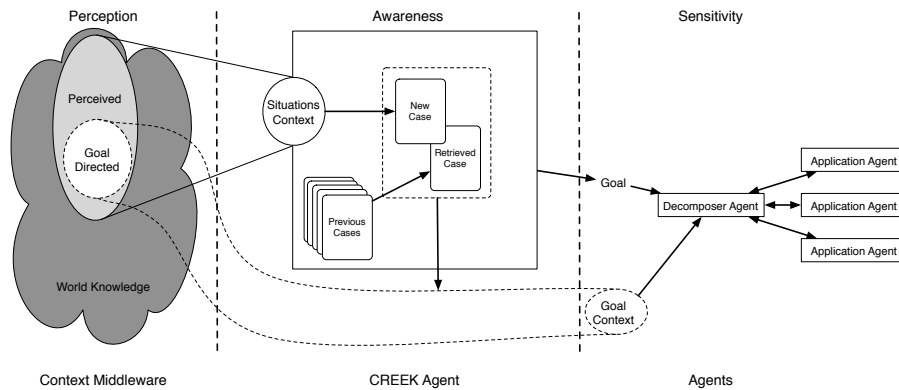 Perception
Awareness
Sensitivity
Perceived
Goal
Directed
World Knowledge
Situations
Context
New
Case
Retrieved
Case
Previous
Cases
Goal
Decomposer Agent
Application Agent
Application Agent
Application Agent
Goal
Context
Context Middleware
CREEK Agent
Agents